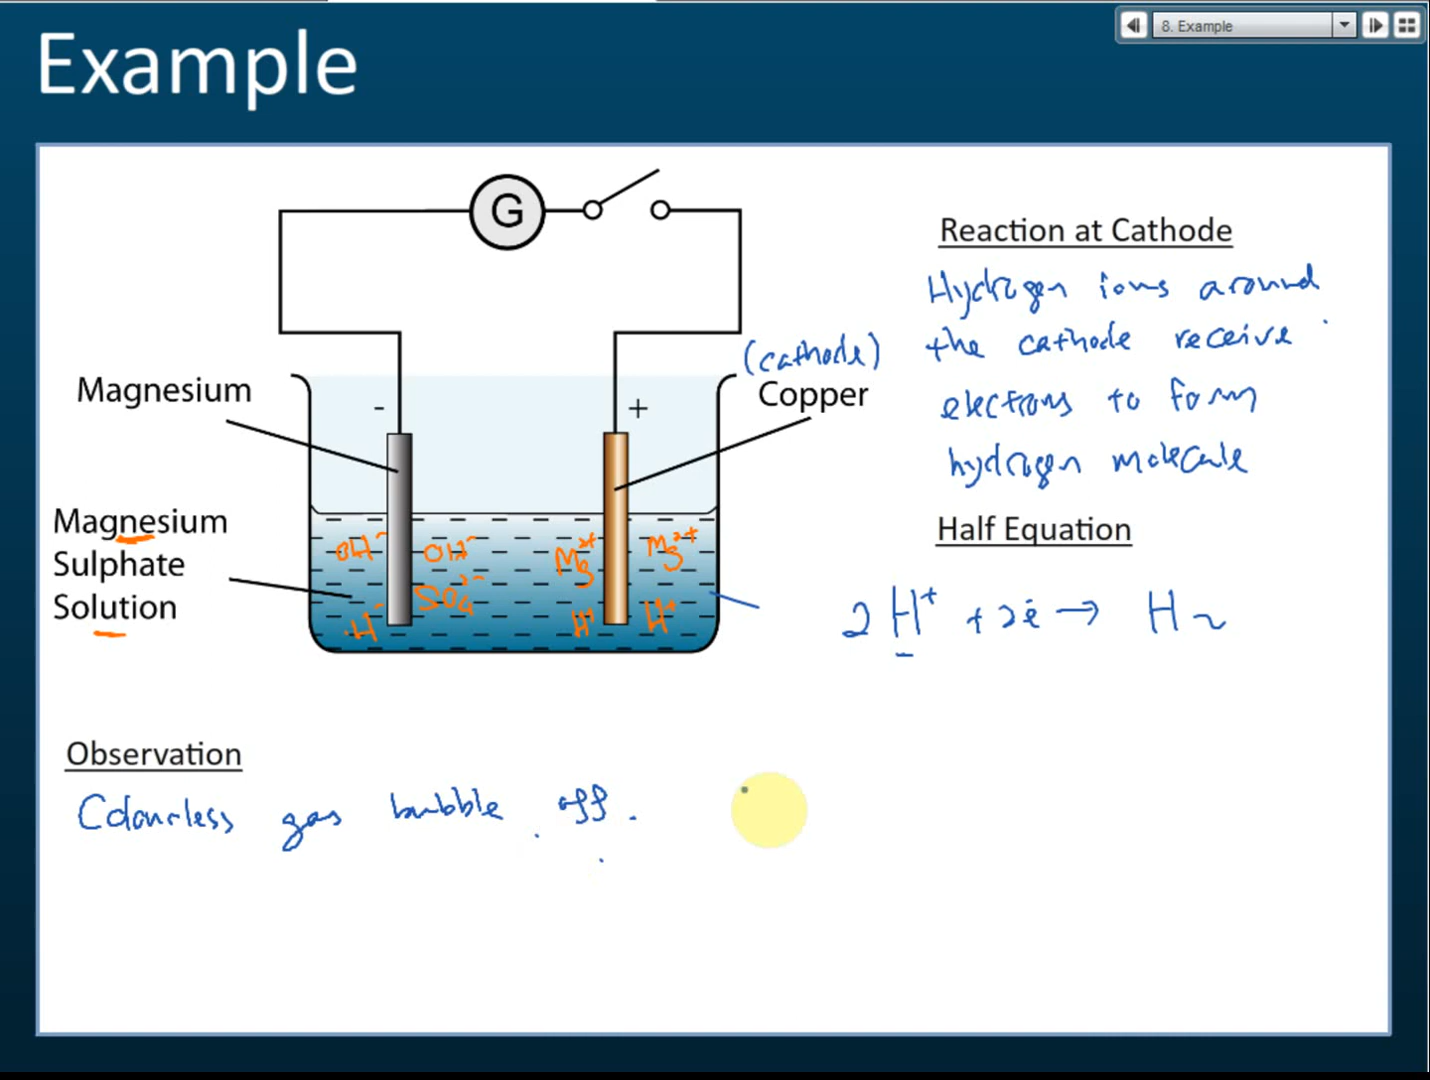 8. Example
Example
G
Reaction at Cathode
Hydrogen ions around
the cathode receive
electrons to form
hydrogen molecule
(cathode)
Magnesium
-
+
Copper
Magnesium
Sulphate
Solution
OH⁻ OH⁻ Mg²⁺ Mg²⁺
SO₄²⁻
H⁺ H⁺
Half Equation
2H⁺ + 2e → H₂
Observation
Colourless gas bubble off.